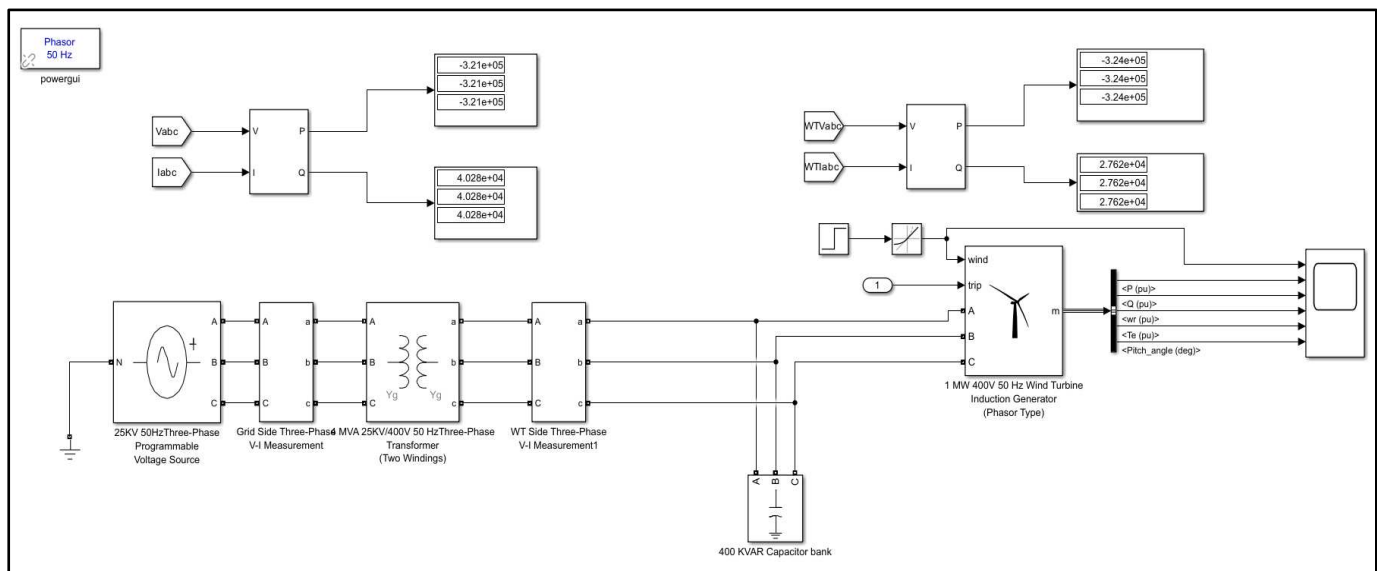 Phasor
50 Hz
powergui
-3.21e+05
-3.21e+05
-3.21e+05
Vabc
V
P
Iabc
I
Q
4.028e+04
4.028e+04
4.028e+04
-3.24e+05
-3.24e+05
-3.24e+05
WTVabc
V
P
WTIabc
I
Q
2.762e+04
2.762e+04
2.762e+04
wind
1
trip
A
B
C
m
<P (pu)>
<Q (pu)>
<wr (pu)>
<Te (pu)>
<Pitch_angle (deg)>
1 MW 400V 50 Hz Wind Turbine
Induction Generator
(Phasor Type)
N
A
B
C
25KV 50HzThree-Phase
Programmable
Voltage Source
A
B
C
a
b
c
Grid Side Three-Phase
V-I Measurement
A
B
C
a
b
c
Yg
Yg
4 MVA 25KV/400V 50 HzThree-Phase
Transformer
(Two Windings)
A
B
C
a
b
c
WT Side Three-Phase
V-I Measurement1
A
B
C
400 KVAR Capacitor bank